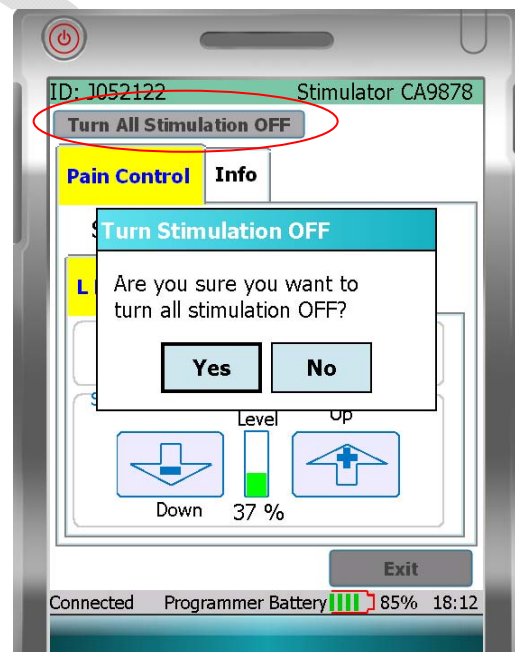 ID: J052122 Stimulator CA9878
Turn All Stimulation OFF
Pain Control Info
Turn Stimulation OFF
L
Are you sure you want to
turn all stimulation OFF?
Yes No
Level Up
Down 37 %
Exit
Connected Programmer Battery 85% 18:12